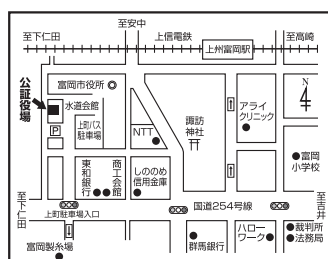 至安中
至下仁田
上信電鉄
上州富岡駅
至高崎
富岡市役所
公証役場
水道会館
P
上町バス
駐車場
NTT
諏訪
神社
アライ
クリニック
N
4
富岡
小学校
東和
銀行
商工会館
しののめ
信用金庫
至下仁田
上町駐車場入口
国道254号線
至吉井
富岡製糸場
群馬銀行
ハロー
ワーク
裁判所
法務局